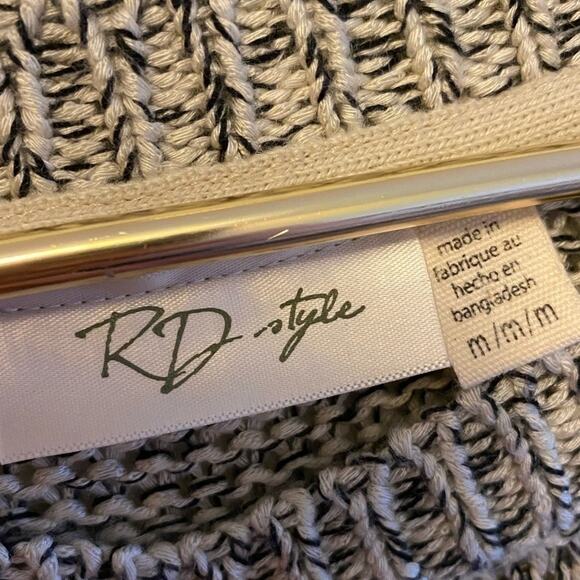 RD style
made in
fabrique au
hecho en
bangladesh
m/m/m